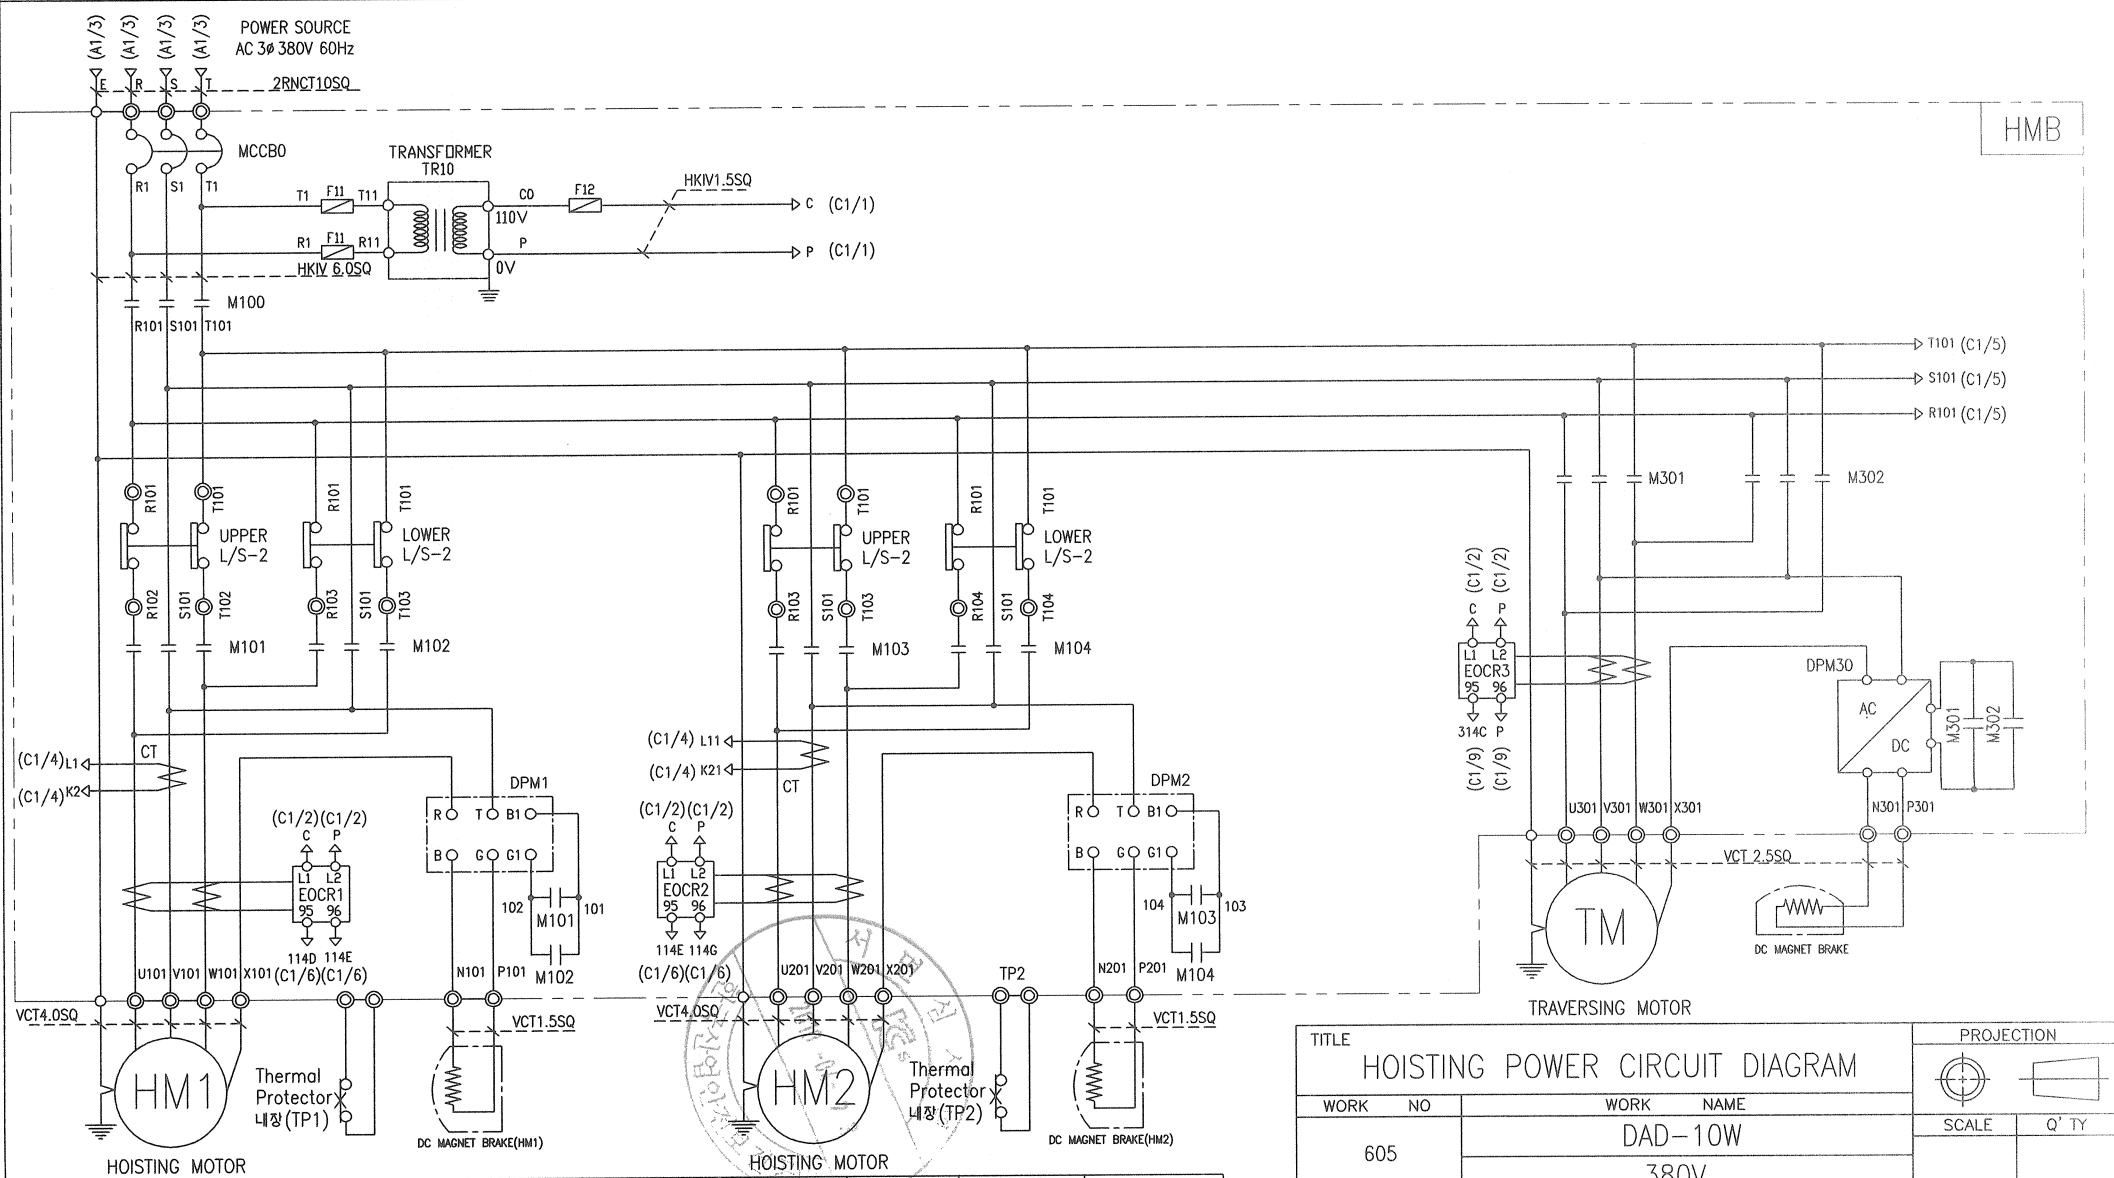 (A1/3) (A1/3) (A1/3) (A1/3)
POWER SOURCE
AC 3ø 380V 60Hz
E R S T 2RNCT10SQ
HMB
MCCB0
R1 S1 T1
TRANSFORMER
TR10
T1 F11 T11
C0 F12
HKIV1.5SQ
C (C1/1)
110V
R1 F11 R11
P
P (C1/1)
0V
HKIV 6.0SQ
M100
R101 S101 T101
T101 (C1/5)
S101 (C1/5)
R101 (C1/5)
R101 T101 R101 T101
R101 T101 R101 T101
M301 M302
UPPER
L/S-2
LOWER
L/S-2
UPPER
L/S-2
LOWER
L/S-2
R102 S101 T102 R103 S101 T103
R103 S101 T103 R104 S101 T104
M101 M102 M103 M104
(C1/2) (C1/2)
C P
L1 L2
EOCR3
95 96
314C P
(C1/9) (C1/9)
DPM30
AC
DC
M301 M302
CT
(C1/4) L1
(C1/4) K2
(C1/4) L11
(C1/4) K21
CT
DPM1
R T B1
B G G1
102 M101 101
M102
DPM2
R T B1
B G G1
104 M103 103
M104
(C1/2)(C1/2)
C P
L1 L2
EOCR1
95 96
114D 114E
(C1/6)(C1/6)
(C1/2)(C1/2)
C P
L1 L2
EOCR2
95 96
114E 114G
(C1/6)(C1/6)
U301 V301 W301 X301 N301 P301
VCT 2.5SQ
TM
DC MAGNET BRAKE
TRAVERSING MOTOR
U101 V101 W101 X101 N101 P101
U201 V201 W201 X201 TP2 N201 P201
VCT4.0SQ VCT1.5SQ
VCT4.0SQ VCT1.5SQ
HM1
Thermal
Protector
내장(TP1)
DC MAGNET BRAKE(HM1)
HOISTING MOTOR
HM2
Thermal
Protector
내장(TP2)
DC MAGNET BRAKE(HM2)
HOISTING MOTOR
TITLE
HOISTING POWER CIRCUIT DIAGRAM
PROJECTION
WORK NO
WORK NAME
SCALE Q' TY
605
DAD-10W
380V